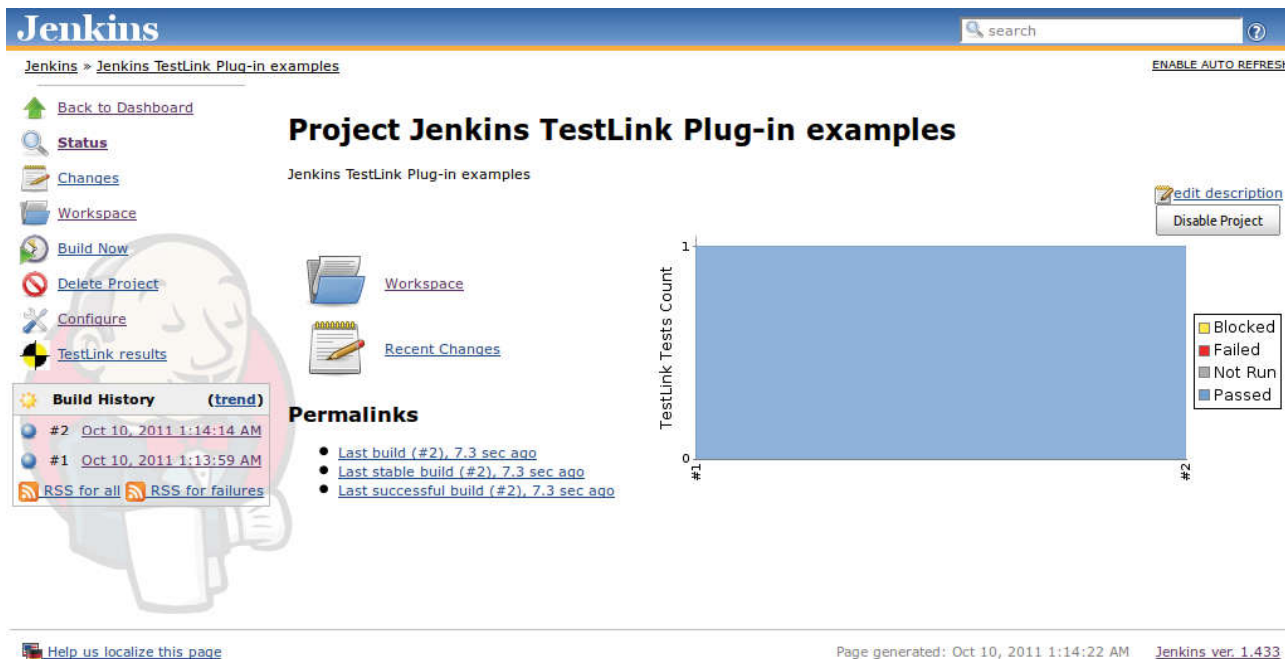 Jenkins
search
Jenkins » Jenkins TestLink Plug-in examples
ENABLE AUTO REFRESH
Back to Dashboard
Status
Changes
Workspace
Build Now
Delete Project
Configure
TestLink results
Build History (trend)
#2 Oct 10, 2011 1:14:14 AM
#1 Oct 10, 2011 1:13:59 AM
RSS for all RSS for failures
Project Jenkins TestLink Plug-in examples
Jenkins TestLink Plug-in examples
edit description
Disable Project
Workspace
Recent Changes
Permalinks
Last build (#2), 7.3 sec ago
Last stable build (#2), 7.3 sec ago
Last successful build (#2), 7.3 sec ago
TestLink Tests Count
1
0
#1
#2
Blocked
Failed
Not Run
Passed
Help us localize this page
Page generated: Oct 10, 2011 1:14:22 AM
Jenkins ver. 1.433